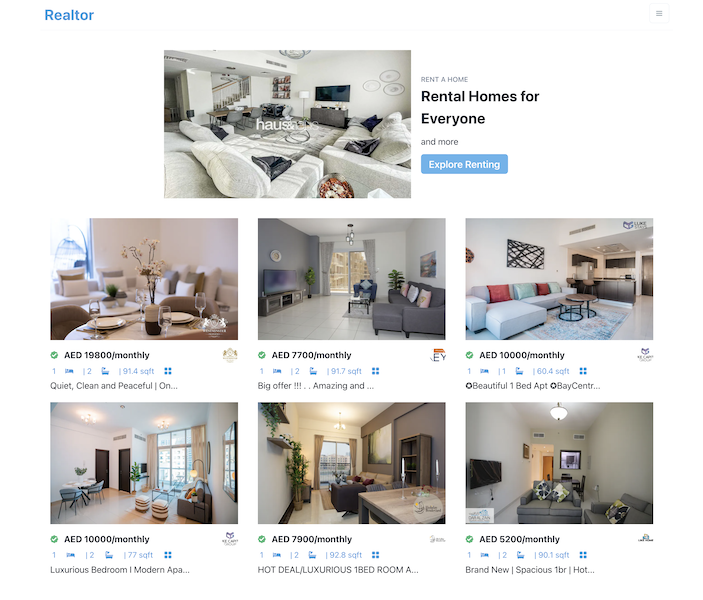 Realtor
RENT A HOME
Rental Homes for
Everyone
and more
Explore Renting
AED 19800/monthly
1 | 2 | 91.4 sqft
Quiet, Clean and Peaceful | On...
AED 7700/monthly
1 | 2 | 91.7 sqft
EY
Big offer !!! . . Amazing and ...
LUKE
AED 10000/monthly
1 | 1 | 60.4 sqft
✪Beautiful 1 Bed Apt ✪BayCentr...
AED 10000/monthly
1 | 2 | 77 sqft
Luxurious Bedroom I Modern Apa...
AED 7900/monthly
1 | 2 | 92.8 sqft
HOT DEAL/LUXURIOUS 1BED ROOM A...
AED 5200/monthly
1 | 2 | 90.1 sqft
Brand New | Spacious 1br | Hot...